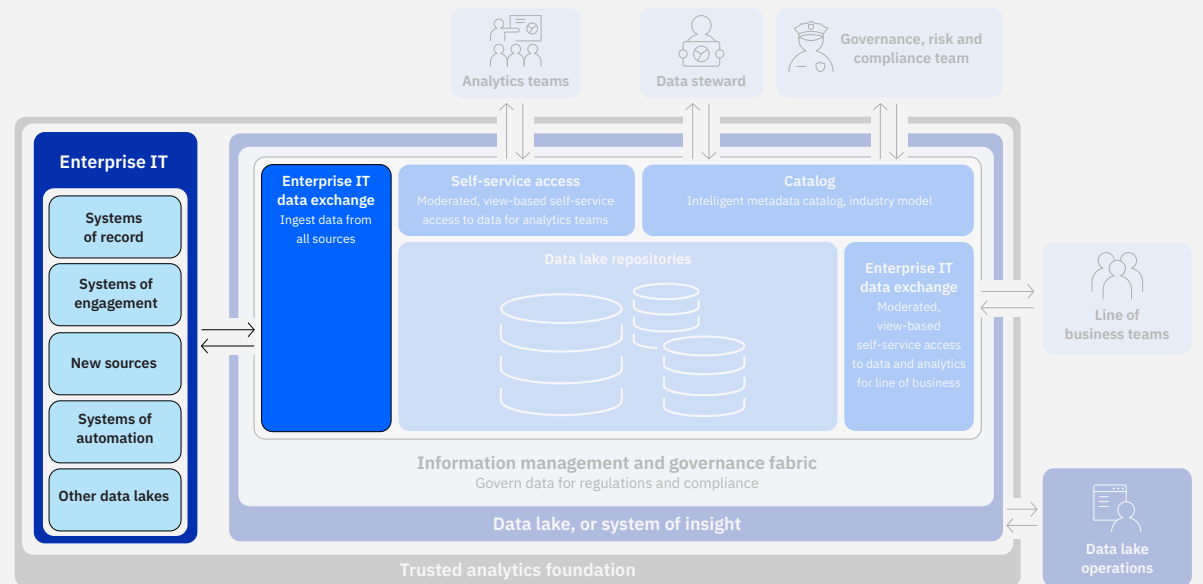 Analytics teams
Data steward
Governance, risk and
compliance team
Enterprise IT
Systems
of record
Systems of
engagement
New sources
Systems of
automation
Other data lakes
Enterprise IT
data exchange
Ingest data from
all sources
Self-service access
Moderated, view-based self-service
access to data for analytics teams
Catalog
Intelligent metadata catalog, industry model
Data lake repositories
Enterprise IT
data exchange
Moderated,
view-based
self-service access
to data and analytics
for line of business
Line of
business teams
Information management and governance fabric
Govern data for regulations and compliance
Data lake, or system of insight
Trusted analytics foundation
Data lake
operations